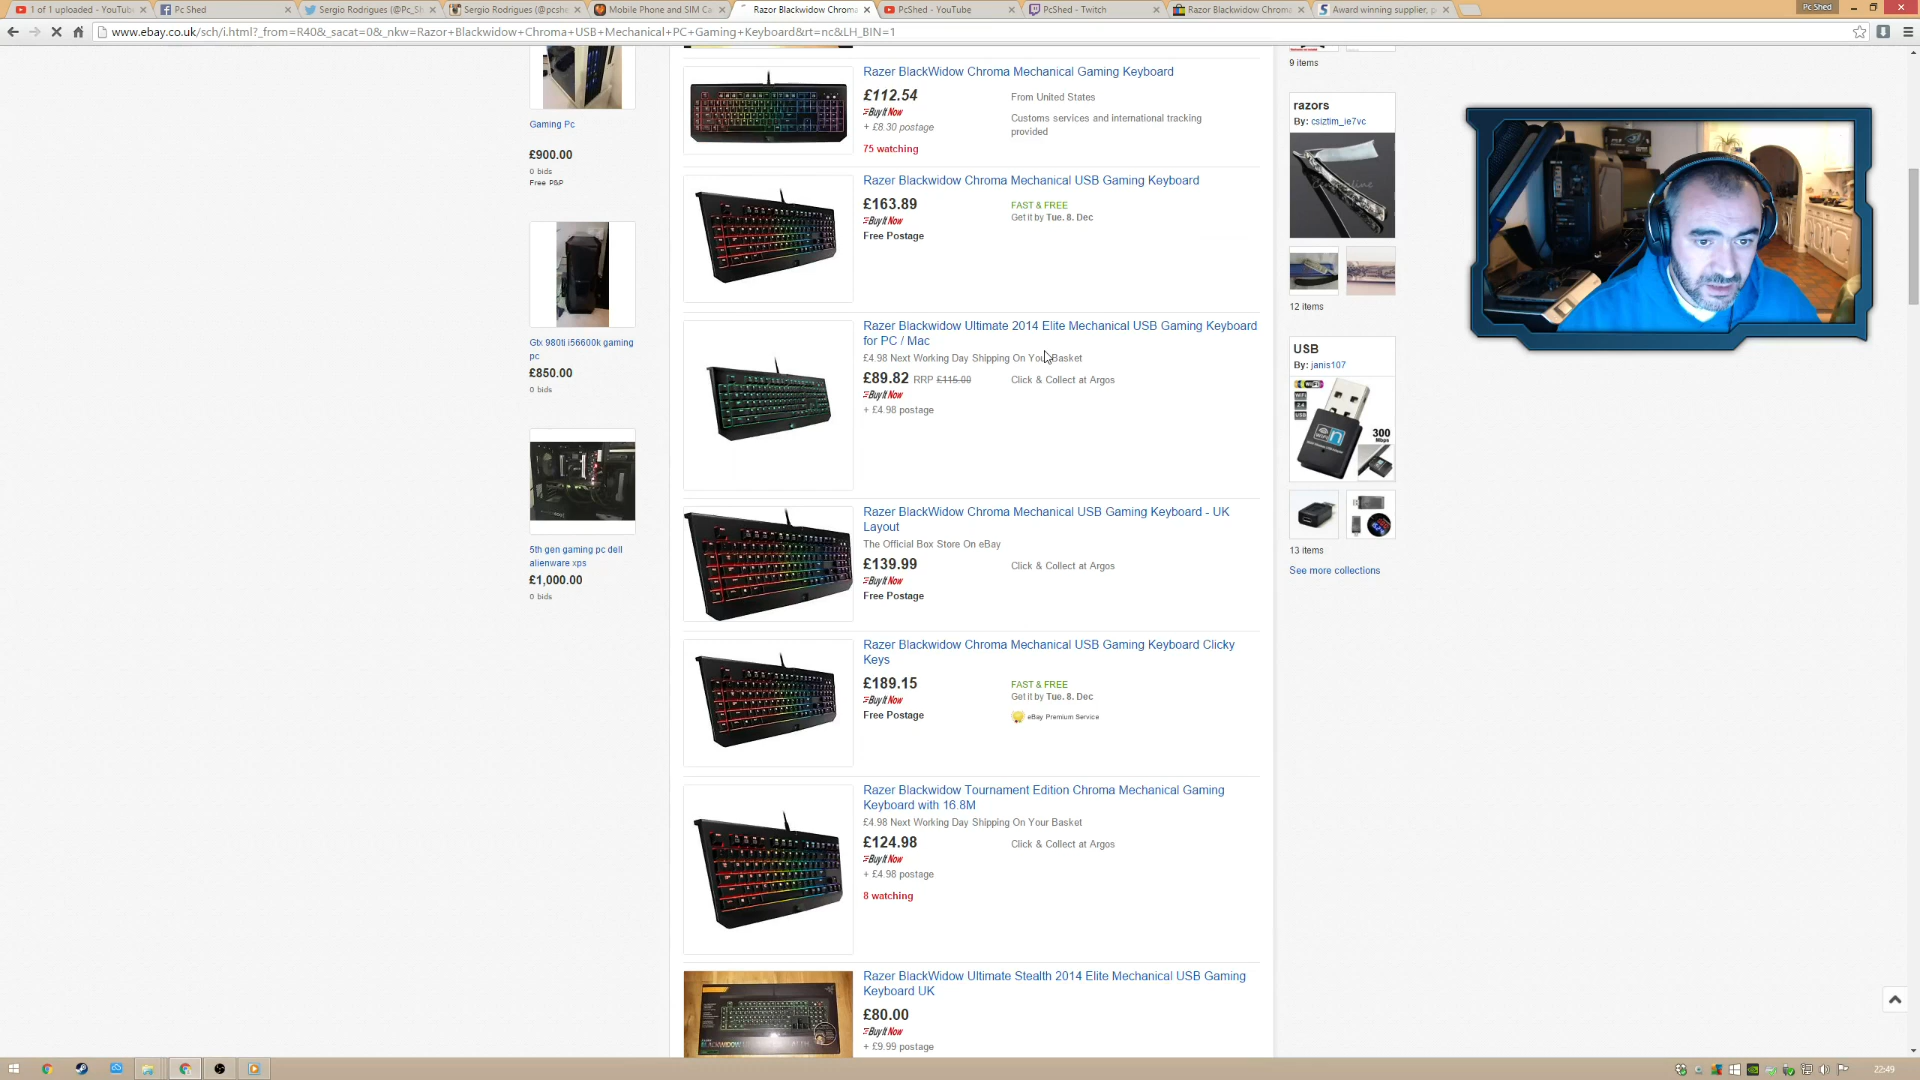 1 of 1 uploaded - YouTub
Pc Shed
Sergio Rodrigues (@Pc_Sh
Sergio Rodrigues (@pcshe
Mobile Phone and SIM Ca
Razor Blackwidow Chroma
PcShed - YouTube
PcShed - Twitch
Razor Blackwidow Chroma
Award winning supplier, p
Pc Shed
www.ebay.co.uk/sch/i.html?_from=R40&_sacat=0&_nkw=Razor+Blackwidow+Chroma+USB+Mechanical+PC+Gaming+Keyboard&rt=nc&LH_BIN=1
Gaming Pc
£900.00
0 bids
Free P&P
Gtx 980ti i56600k gaming
pc
£850.00
0 bids
5th gen gaming pc dell
alienware xps
£1,000.00
0 bids
Razer BlackWidow Chroma Mechanical Gaming Keyboard
£112.54
From United States
Buy It Now
Customs services and international tracking
provided
+ £8.30 postage
75 watching
Razer Blackwidow Chroma Mechanical USB Gaming Keyboard
£163.89
FAST & FREE
Buy It Now
Get it by Tue. 8. Dec
Free Postage
Razer Blackwidow Ultimate 2014 Elite Mechanical USB Gaming Keyboard
for PC / Mac
£4.98 Next Working Day Shipping On Your Basket
£89.82 RRP £115.00
Click & Collect at Argos
Buy It Now
+ £4.98 postage
Razer BlackWidow Chroma Mechanical USB Gaming Keyboard - UK
Layout
The Official Box Store On eBay
£139.99
Click & Collect at Argos
Buy It Now
Free Postage
Razer Blackwidow Chroma Mechanical USB Gaming Keyboard Clicky
Keys
£189.15
FAST & FREE
Buy It Now
Get it by Tue. 8. Dec
Free Postage
eBay Premium Service
Razer Blackwidow Tournament Edition Chroma Mechanical Gaming
Keyboard with 16.8M
£4.98 Next Working Day Shipping On Your Basket
£124.98
Click & Collect at Argos
Buy It Now
+ £4.98 postage
8 watching
Razer BlackWidow Ultimate Stealth 2014 Elite Mechanical USB Gaming
Keyboard UK
£80.00
Buy It Now
+ £9.99 postage
9 items
razors
By: csiztim_ie7vc
12 items
USB
By: janis107
300
Mbps
13 items
See more collections
22:49